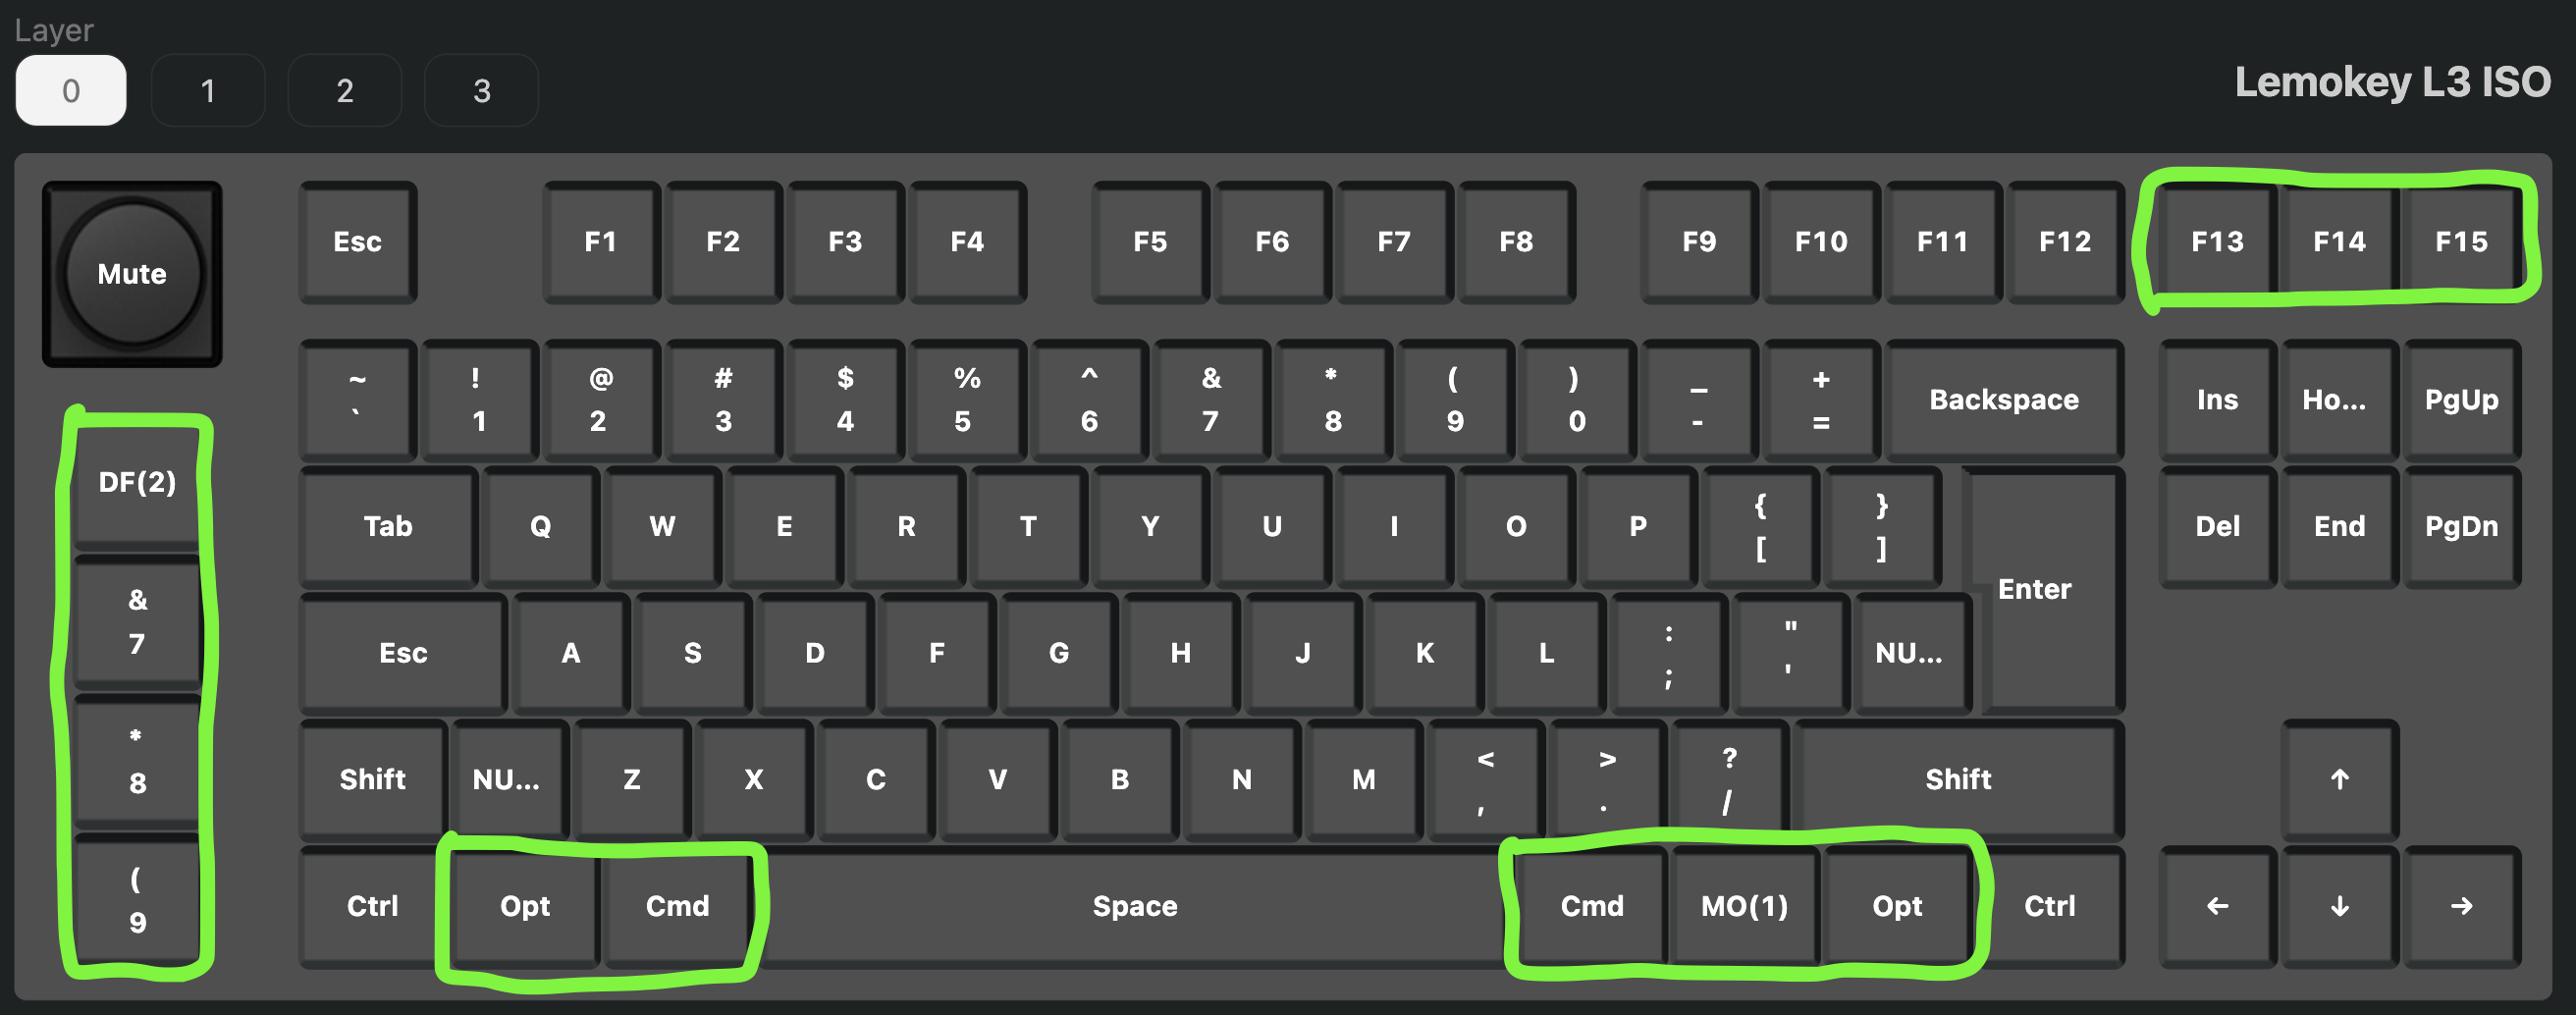 Layer
0 1 2 3
Lemokey L3 ISO
Mute
Esc F1 F2 F3 F4 F5 F6 F7 F8 F9 F10 F11 F12 F13 F14 F15
~ ! @ # $ % ^ & * ( ) _ +
` 1 2 3 4 5 6 7 8 9 0 - = Backspace Ins Ho... PgUp
DF(2)
Tab Q W E R T Y U I O P { }
[ ] Enter Del End PgDn
&
7
Esc A S D F G H J K L : "
; ' NU...
*
8
Shift NU... Z X C V B N M < > ?
, . / Shift ↑
(
9
Ctrl Opt Cmd Space Cmd MO(1) Opt Ctrl ← ↓ →